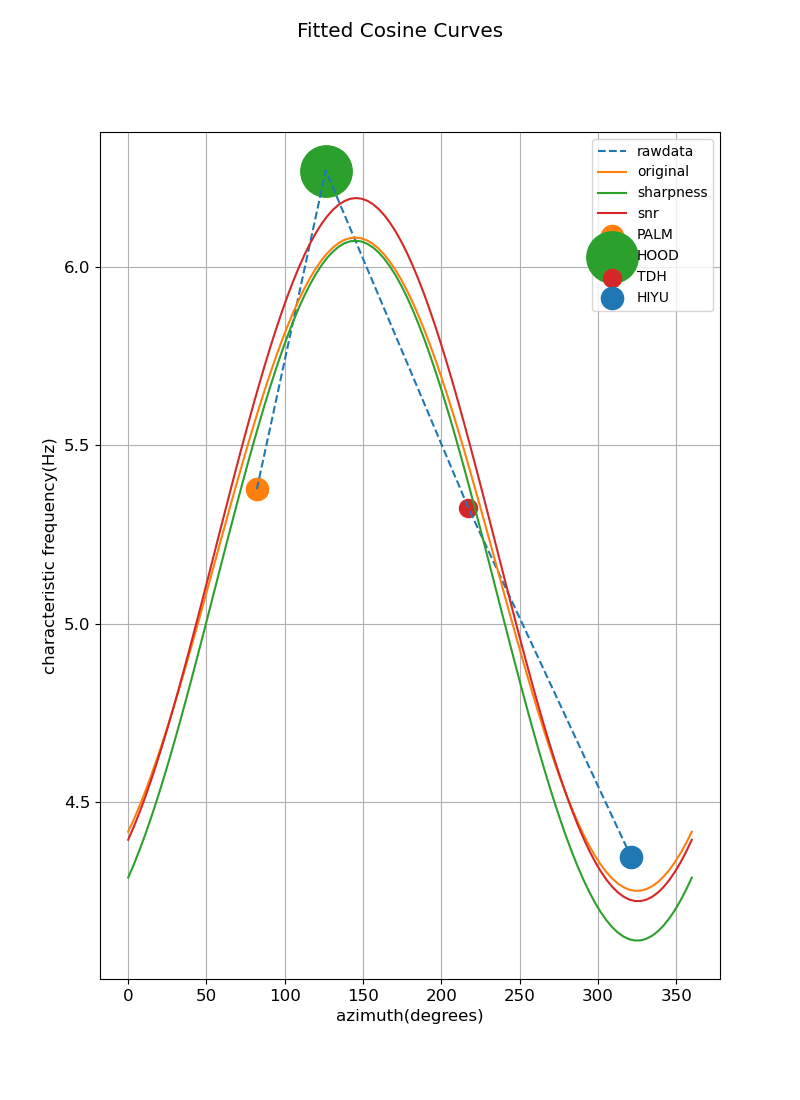 Fitted Cosine Curves
rawdata
original
sharpness
snr
PALM
HOOD
TDH
HIYU
6.0
5.5
5.0
4.5
characteristic frequency(Hz)
0 50 100 150 200 250 300 350
azimuth(degrees)